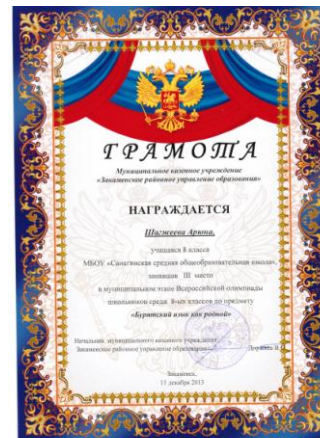 ГРАМОТА
Муниципальное казенное учреждение
«Закаменское районное управление образования»
НАГРАЖДАЕТСЯ
Шагжеева Арюна,
учащаяся 8 класса
МБОУ «Санагинская средняя общеобразовательная школа»,
занявшая III место
в муниципальном этапе Всероссийской олимпиады
школьников среди 8-ых классов по предмету
«Бурятский язык как родной»
Начальник муниципального казенного учреждения
Закаменское районное управление образования
Закаменск,
11 декабря 2013